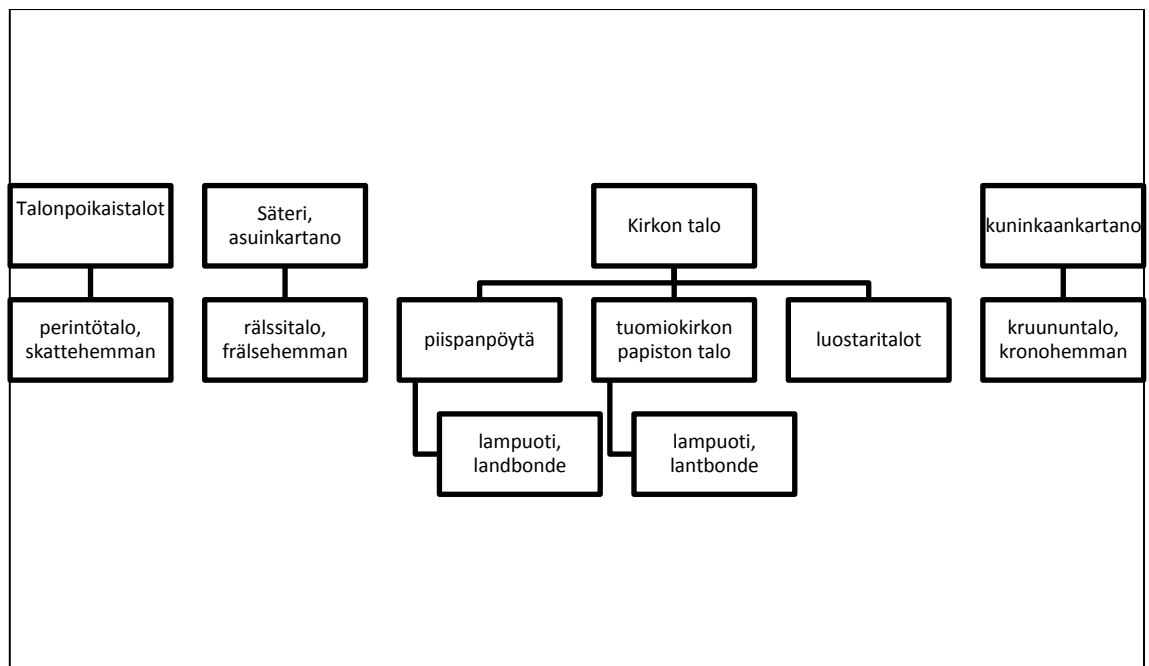 Talonpoikaistalot
Säteri,
asuinkartano
Kirkon talo
kuninkaankartano
perintötalo,
skattehemman
rälssitalo,
frälsehemman
piispanpöytä
tuomiokirkon
papiston talo
luostaritalot
kruununtalo,
kronohemman
lampuoti,
landbonde
lampuoti,
lantbonde